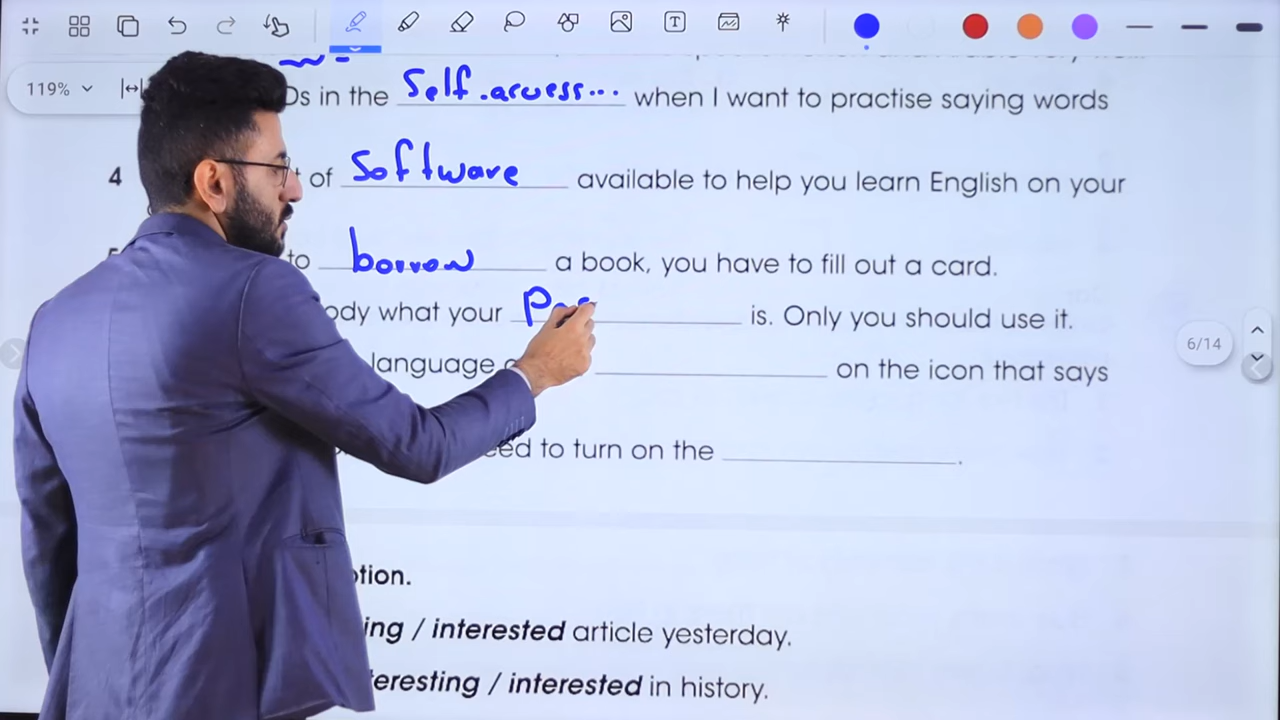 119%
Ds in the Self.access... when I want to practise saying words
4 of software available to help you learn English on your
to borrow a book, you have to fill out a card.
ody what your Pas is. Only you should use it.
language on the icon that says
6/14
ed to turn on the .
tion.
ing / interested article yesterday.
eresting / interested in history.